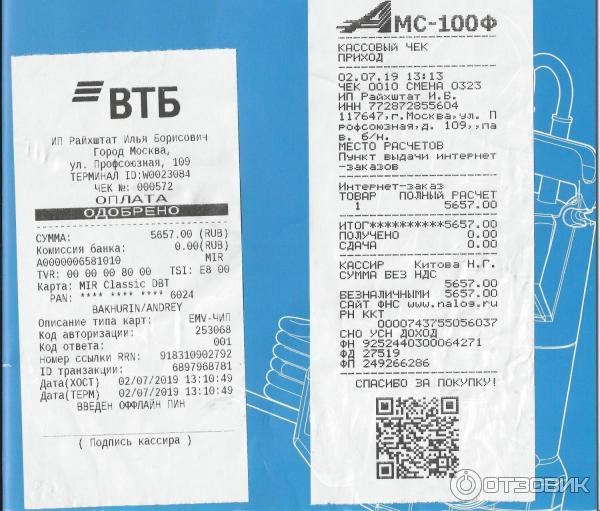 ВТБ
ИП Райхштат Илья Борисович
Город Москва,
ул. Профсоюзная, 109
ТЕРМИНАЛ ID:W0023084
ЧЕК №: 000572
ОПЛАТА
ОДОБРЕНО
СУММА: 5657.00 (RUB)
Комиссия банка: 0.00(RUB)
A0000006581010 MIR
TVR: 00 00 00 80 00 TSI: E8 00
Карта: MIR Classic DBT
PAN: **** **** **** 6024
BAKHURIN/ANDREY
Описание типа карт: EMV-ЧИП
Код авторизации: 253068
Код ответа: 001
Номер ссылки RRN: 918310902792
ID транзакции: 6897968781
Дата(ХОСТ) 02/07/2019 13:10:49
Дата(ТЕРМ) 02/07/2019 13:10:49
ВВЕДЕН ОФФЛАЙН ПИН
( Подпись кассира )
АМС-100Ф
КАССОВЫЙ ЧЕК
ПРИХОД
02.07.19 13:13
ЧЕК 0010 СМЕНА 0323
ИП Райхштат И.Б.
ИНН 772872855604
117647,г.Москва,ул. П
рофсоюзная,д. 109,,па
в. б/н.
МЕСТО РАСЧЕТОВ
Пункт выдачи интернет
-заказов
Интернет-заказ
ТОВАР ПОЛНЫЙ РАСЧЕТ
1 5657.00
ИТОГ**********5657.00
ПОЛУЧЕНО 0.00
СДАЧА 0.00
КАССИР Китова Н.Г.
СУММА БЕЗ НДС
5657.00
БЕЗНАЛИЧНЫМИ 5657.00
САЙТ ФНС www.nalog.ru
РН ККТ
0000743755056037
СНО УСН ДОХОД
ФН 9252440300064271
ФД 27519
ФП 249266286
СПАСИБО ЗА ПОКУПКУ!
ОТЗОВИК